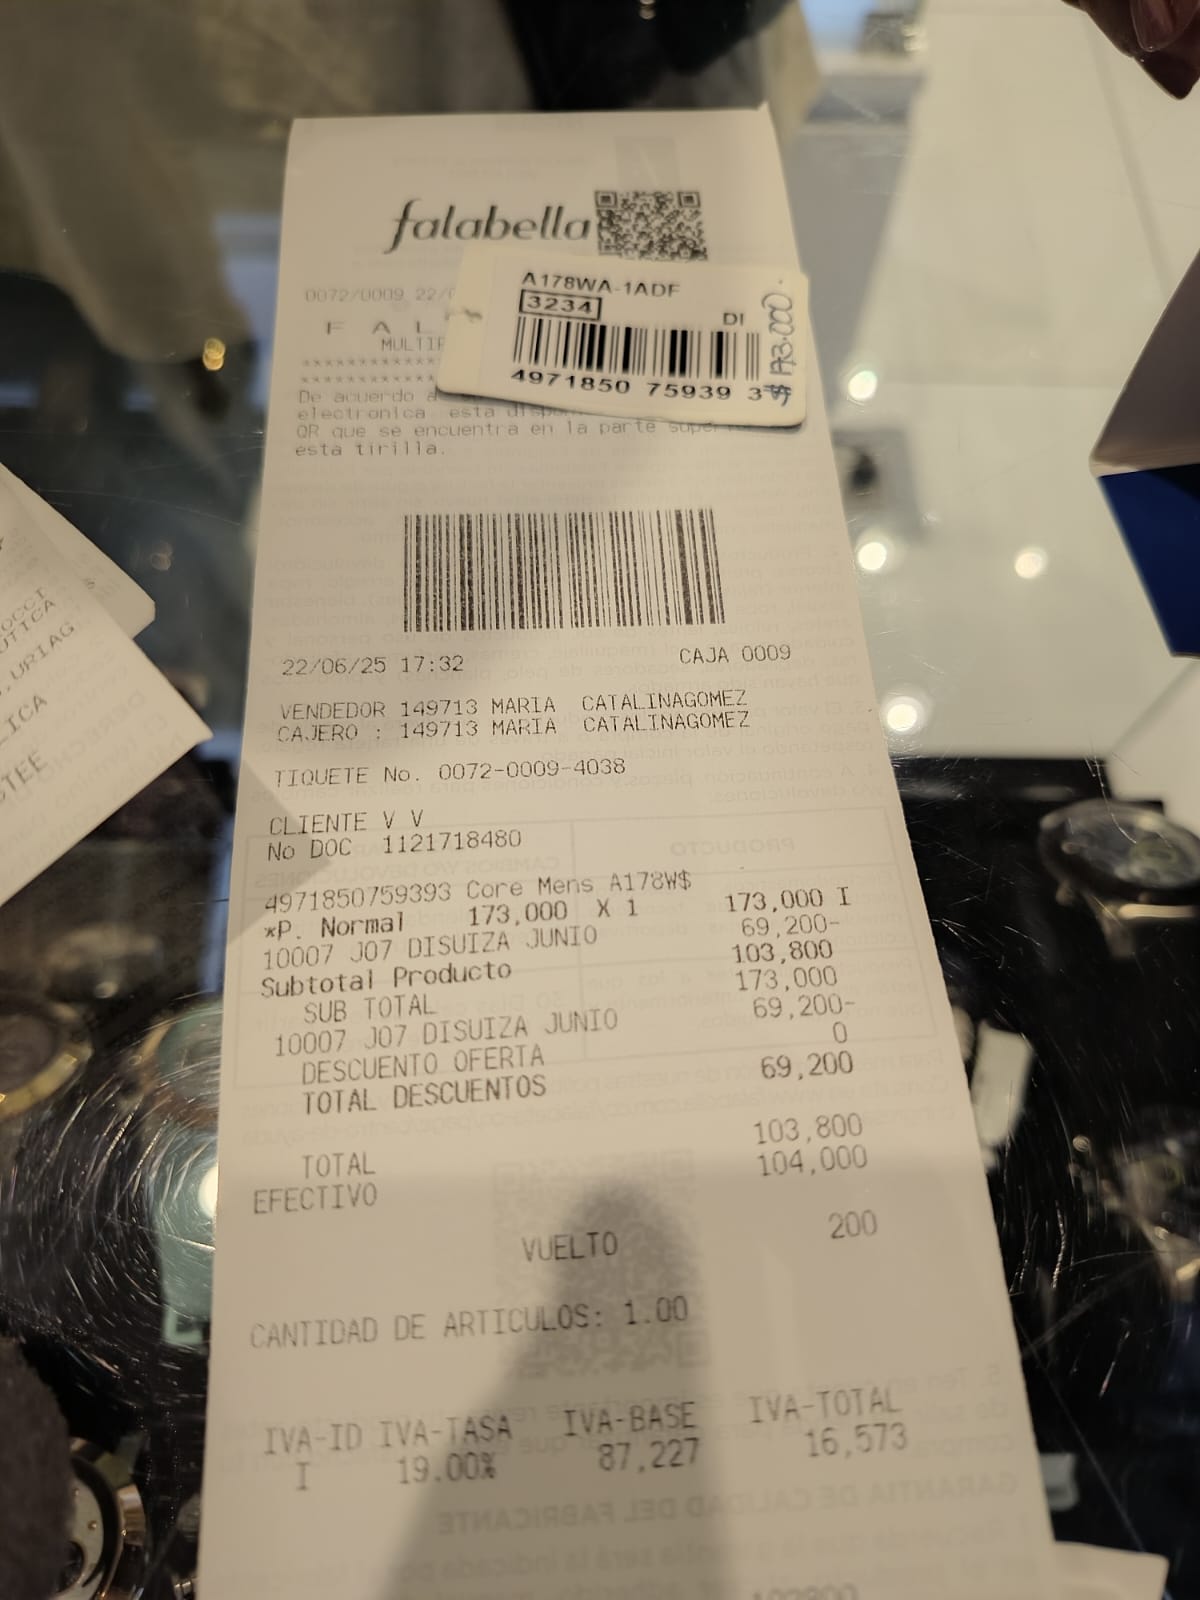 falabella
A178WA-1ADF
3234
DI
4971850 75939 3
$ 173.000
0072/0009 22/0
F A L
MULTIF
*************
*************
De acuerdo a
electronica esta dispon
QR que se encuentra en la parte super
esta tirilla.
22/06/25 17:32 CAJA 0009
VENDEDOR 149713 MARIA CATALINAGOMEZ
CAJERO : 149713 MARIA CATALINAGOMEZ
TIQUETE No. 0072-0009-4038
CLIENTE V V
No DOC 1121718480
4971850759393 Core Mens A178W$
*P. Normal 173,000 X 1 173,000 I
10007 J07 DISUIZA JUNIO 69,200-
Subtotal Producto 103,800
SUB TOTAL 173,000
10007 J07 DISUIZA JUNIO 69,200-
DESCUENTO OFERTA 0
TOTAL DESCUENTOS 69,200
TOTAL 103,800
EFECTIVO 104,000
VUELTO 200
CANTIDAD DE ARTICULOS: 1.00
IVA-ID IVA-TASA IVA-BASE IVA-TOTAL
I 19.00% 87,227 16,573